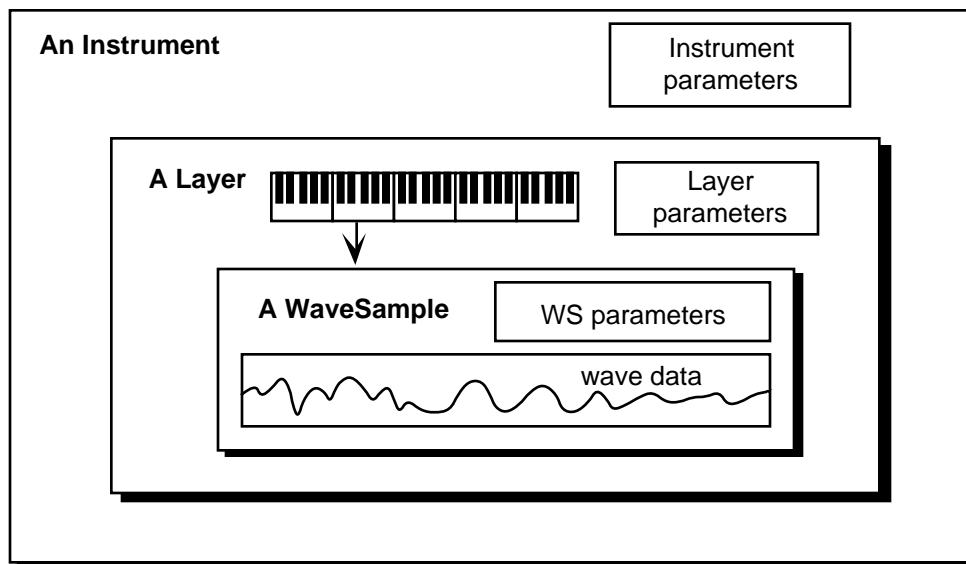 An Instrument
Instrument
parameters
A Layer
Layer
parameters
A WaveSample
WS parameters
wave data